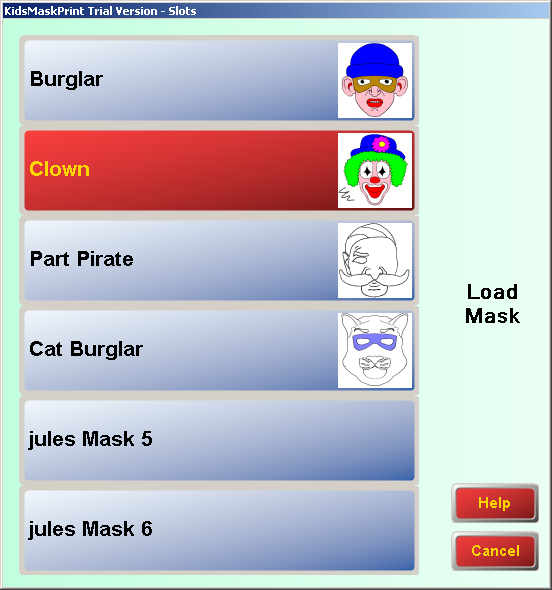 KidsMaskPrint Trial Version - Slots
Burglar
Clown
Part Pirate
Cat Burglar
jules Mask 5
jules Mask 6
Load
Mask
Help
Cancel